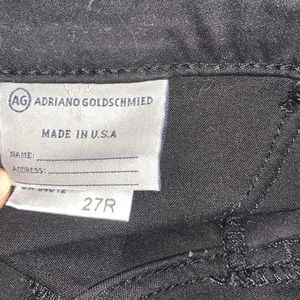 AG ADRIANO GOLDSCHMIED
MADE IN U.S.A
NAME:
ADDRESS:
27R